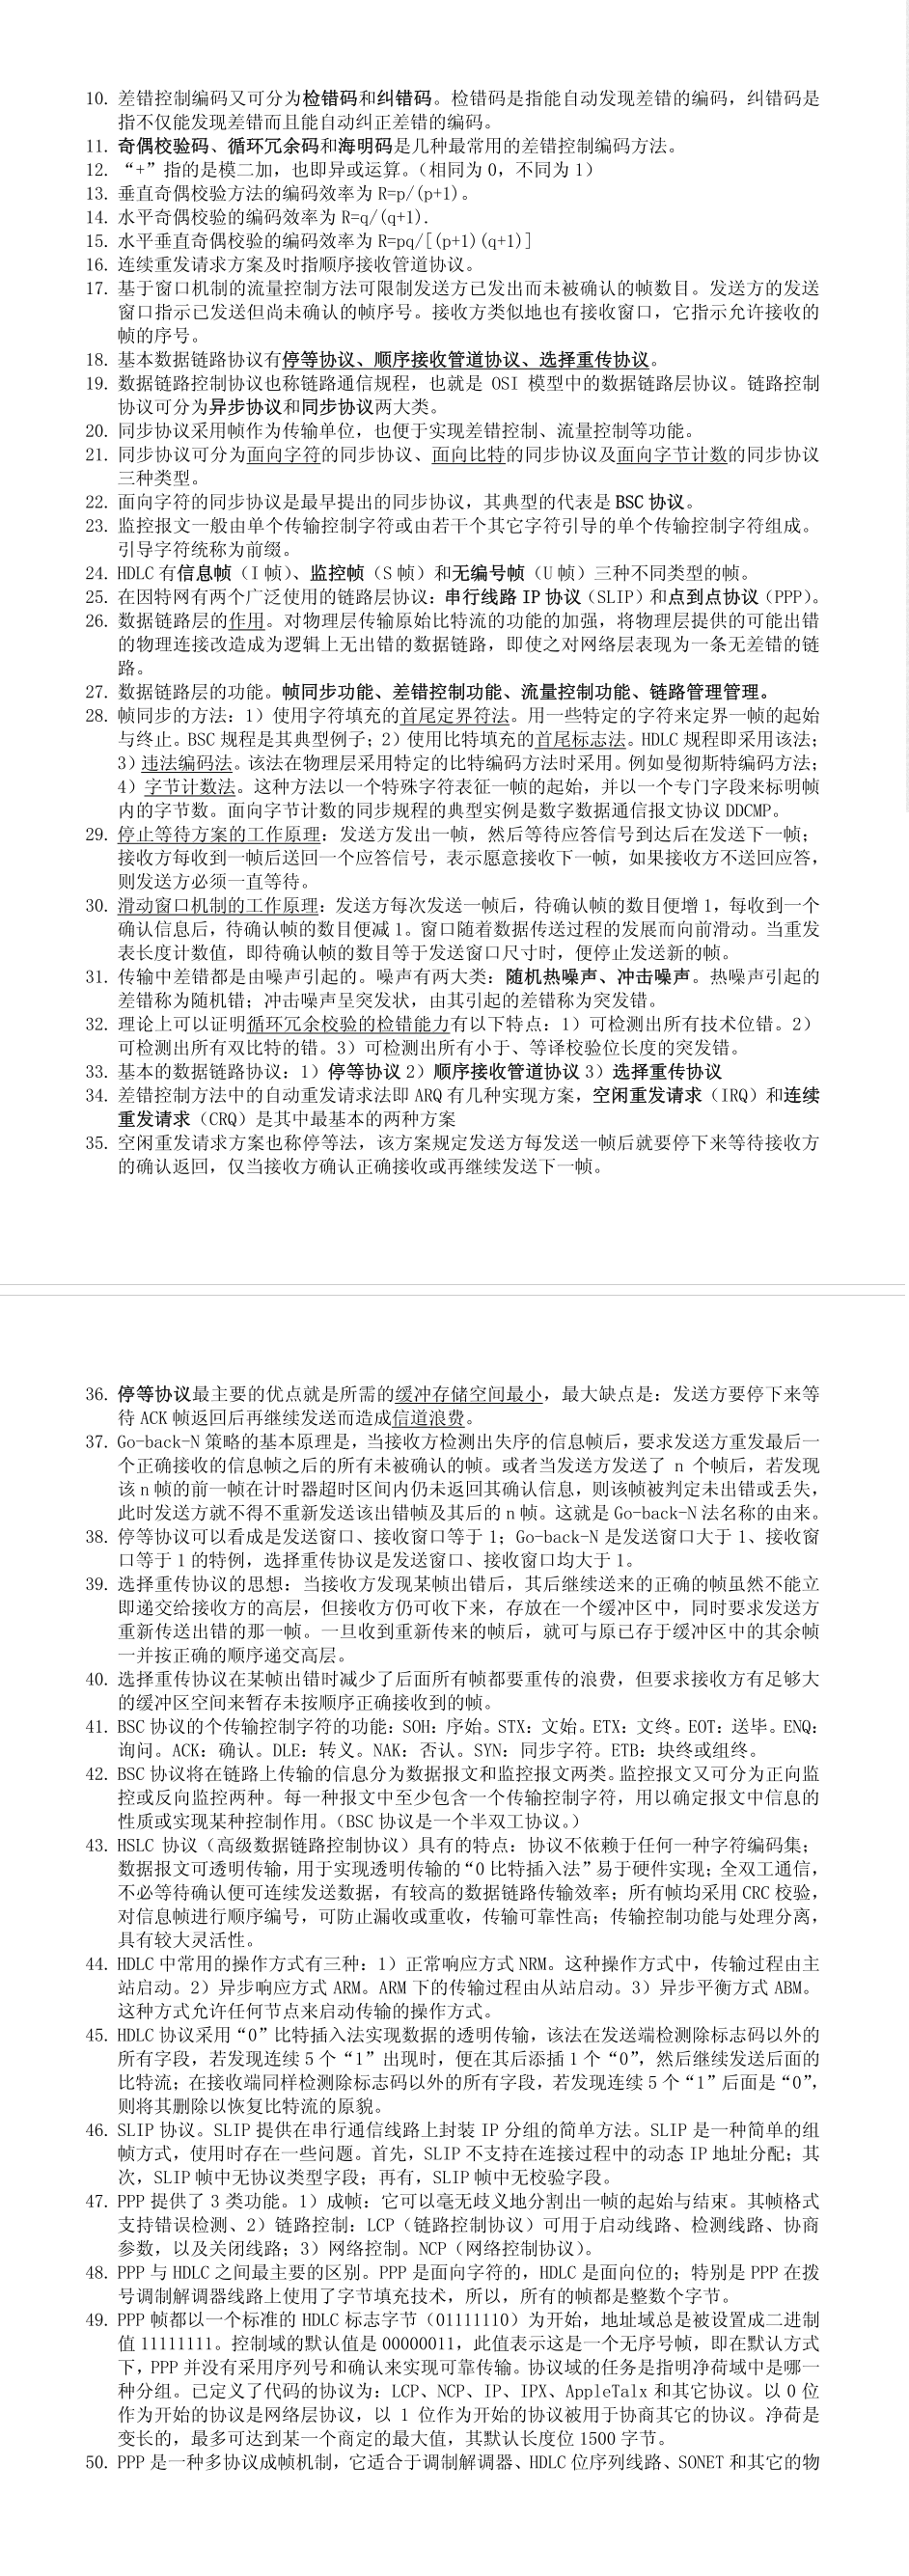 10. 差错控制编码又可分为检错码和纠错码。检错码是指能自动发现差错的编码，纠错码是
指不仅能发现差错而且能自动纠正差错的编码。
11. 奇偶校验码、循环冗余码和海明码是几种最常用的差错控制编码方法。
12. “+”指的是模二加，也即异或运算。（相同为 0，不同为 1）
13. 垂直奇偶校验方法的编码效率为 R=p/(p+1)。
14. 水平奇偶校验的编码效率为 R=q/(q+1).
15. 水平垂直奇偶校验的编码效率为 R=pq/[(p+1)(q+1)]
16. 连续重发请求方案及时指顺序接收管道协议。
17. 基于窗口机制的流量控制方法可限制发送方已发出而未被确认的帧数目。发送方的发送
窗口指示已发送但尚未确认的帧序号。接收方类似地也有接收窗口，它指示允许接收的
帧的序号。
18. 基本数据链路协议有停等协议、顺序接收管道协议、选择重传协议。
19. 数据链路控制协议也称链路通信规程，也就是 OSI 模型中的数据链路层协议。链路控制
协议可分为异步协议和同步协议两大类。
20. 同步协议采用帧作为传输单位，也便于实现差错控制、流量控制等功能。
21. 同步协议可分为面向字符的同步协议、面向比特的同步协议及面向字节计数的同步协议
三种类型。
22. 面向字符的同步协议是最早提出的同步协议，其典型的代表是 BSC 协议。
23. 监控报文一般由单个传输控制字符或由若干个其它字符引导的单个传输控制字符组成。
引导字符统称为前缀。
24. HDLC 有信息帧（I 帧）、监控帧（S 帧）和无编号帧（U 帧）三种不同类型的帧。
25. 在因特网有两个广泛使用的链路层协议：串行线路 IP 协议（SLIP）和点到点协议（PPP）。
26. 数据链路层的作用。对物理层传输原始比特流的功能的加强，将物理层提供的可能出错
的物理连接改造成为逻辑上无出错的数据链路，即使之对网络层表现为一条无差错的链
路。
27. 数据链路层的功能。帧同步功能、差错控制功能、流量控制功能、链路管理管理。
28. 帧同步的方法：1）使用字符填充的首尾定界符法。用一些特定的字符来定界一帧的起始
与终止。BSC 规程是其典型例子；2）使用比特填充的首尾标志法。HDLC 规程即采用该法；
3）违法编码法。该法在物理层采用特定的比特编码方法时采用。例如曼彻斯特编码方法；
4）字节计数法。这种方法以一个特殊字符表征一帧的起始，并以一个专门字段来标明帧
内的字节数。面向字节计数的同步规程的典型实例是数字数据通信报文协议 DDCMP。
29. 停止等待方案的工作原理：发送方发出一帧，然后等待应答信号到达后在发送下一帧；
接收方每收到一帧后送回一个应答信号，表示愿意接收下一帧，如果接收方不送回应答，
则发送方必须一直等待。
30. 滑动窗口机制的工作原理：发送方每次发送一帧后，待确认帧的数目便增 1，每收到一个
确认信息后，待确认帧的数目便减 1。窗口随着数据传送过程的发展而向前滑动。当重发
表长度计数值，即待确认帧的数目等于发送窗口尺寸时，便停止发送新的帧。
31. 传输中差错都是由噪声引起的。噪声有两大类：随机热噪声、冲击噪声。热噪声引起的
差错称为随机错；冲击噪声呈突发状，由其引起的差错称为突发错。
32. 理论上可以证明循环冗余校验的检错能力有以下特点：1）可检测出所有技术位错。2）
可检测出所有双比特的错。3）可检测出所有小于、等译校验位长度的突发错。
33. 基本的数据链路协议：1）停等协议 2）顺序接收管道协议 3）选择重传协议
34. 差错控制方法中的自动重发请求法即 ARQ 有几种实现方案，空闲重发请求（IRQ）和连续
重发请求（CRQ）是其中最基本的两种方案
35. 空闲重发请求方案也称停等法，该方案规定发送方每发送一帧后就要停下来等待接收方
的确认返回，仅当接收方确认正确接收或再继续发送下一帧。
36. 停等协议最主要的优点就是所需的缓冲存储空间最小，最大缺点是：发送方要停下来等
待 ACK 帧返回后再继续发送而造成信道浪费。
37. Go-back-N 策略的基本原理是，当接收方检测出失序的信息帧后，要求发送方重发最后一
个正确接收的信息帧之后的所有未被确认的帧。或者当发送方发送了 n 个帧后，若发现
该 n 帧的前一帧在计时器超时区间内仍未返回其确认信息，则该帧被判定未出错或丢失，
此时发送方就不得不重新发送该出错帧及其后的 n 帧。这就是 Go-back-N 法名称的由来。
38. 停等协议可以看成是发送窗口、接收窗口等于 1；Go-back-N 是发送窗口大于 1、接收窗
口等于 1 的特例，选择重传协议是发送窗口、接收窗口均大于 1。
39. 选择重传协议的思想：当接收方发现某帧出错后，其后继续送来的正确的帧虽然不能立
即递交给接收方的高层，但接收方仍可收下来，存放在一个缓冲区中，同时要求发送方
重新传送出错的那一帧。一旦收到重新传来的帧后，就可与原已存于缓冲区中的其余帧
一并按正确的顺序递交高层。
40. 选择重传协议在某帧出错时减少了后面所有帧都要重传的浪费，但要求接收方有足够大
的缓冲区空间来暂存未按顺序正确接收到的帧。
41. BSC 协议的个传输控制字符的功能：SOH：序始。STX：文始。ETX：文终。EOT：送毕。ENQ：
询问。ACK：确认。DLE：转义。NAK：否认。SYN：同步字符。ETB：块终或组终。
42. BSC 协议将在链路上传输的信息分为数据报文和监控报文两类。监控报文又可分为正向监
控或反向监控两种。每一种报文中至少包含一个传输控制字符，用以确定报文中信息的
性质或实现某种控制作用。（BSC 协议是一个半双工协议。）
43. HSLC 协议（高级数据链路控制协议）具有的特点：协议不依赖于任何一种字符编码集；
数据报文可透明传输，用于实现透明传输的“0 比特插入法”易于硬件实现；全双工通信，
不必等待确认便可连续发送数据，有较高的数据链路传输效率；所有帧均采用 CRC 校验，
对信息帧进行顺序编号，可防止漏收或重收，传输可靠性高；传输控制功能与处理分离，
具有较大灵活性。
44. HDLC 中常用的操作方式有三种：1）正常响应方式 NRM。这种操作方式中，传输过程由主
站启动。2）异步响应方式 ARM。ARM 下的传输过程由从站启动。3）异步平衡方式 ABM。
这种方式允许任何节点来启动传输的操作方式。
45. HDLC 协议采用“0”比特插入法实现数据的透明传输，该法在发送端检测除标志码以外的
所有字段，若发现连续 5 个“1”出现时，便在其后添插 1 个“0”，然后继续发送后面的
比特流；在接收端同样检测除标志码以外的所有字段，若发现连续 5 个“1”后面是“0”，
则将其删除以恢复比特流的原貌。
46. SLIP 协议。SLIP 提供在串行通信线路上封装 IP 分组的简单方法。SLIP 是一种简单的组
帧方式，使用时存在一些问题。首先，SLIP 不支持在连接过程中的动态 IP 地址分配；其
次，SLIP 帧中无协议类型字段；再有，SLIP 帧中无校验字段。
47. PPP 提供了 3 类功能。1）成帧：它可以毫无歧义地分割出一帧的起始与结束。其帧格式
支持错误检测、2）链路控制：LCP（链路控制协议）可用于启动线路、检测线路、协商
参数，以及关闭线路；3）网络控制。NCP（网络控制协议）。
48. PPP 与 HDLC 之间最主要的区别。PPP 是面向字符的，HDLC 是面向位的；特别是 PPP 在拨
号调制解调器线路上使用了字节填充技术，所以，所有的帧都是整数个字节。
49. PPP 帧都以一个标准的 HDLC 标志字节（01111110）为开始，地址域总是被设置成二进制
值 11111111。控制域的默认值是 00000011，此值表示这是一个无序号帧，即在默认方式
下，PPP 并没有采用序列号和确认来实现可靠传输。协议域的任务是指明净荷域中是哪一
种分组。已定义了代码的协议为：LCP、NCP、IP、IPX、AppleTalx 和其它协议。以 0 位
作为开始的协议是网络层协议，以 1 位作为开始的协议被用于协商其它的协议。净荷是
变长的，最多可达到某一个商定的最大值，其默认长度位 1500 字节。
50. PPP 是一种多协议成帧机制，它适合于调制解调器、HDLC 位序列线路、SONET 和其它的物